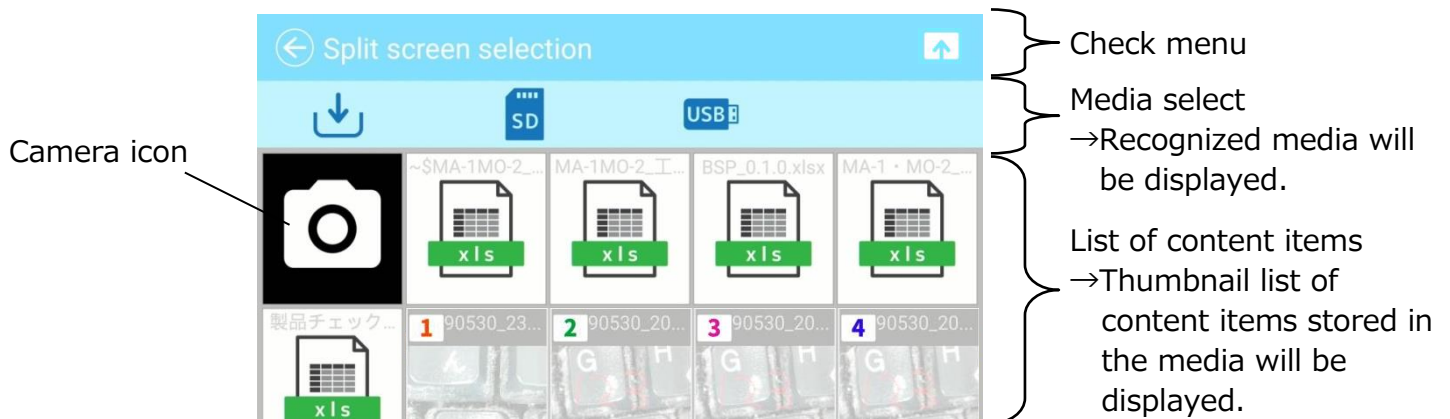 Split screen selection
Check menu
SD
USB
Media select
→Recognized media will
be displayed.
Camera icon
~$MA-1MO-2_...
MA-1MO-2_工...
BSP_0.1.0.xlsx
MA-1・MO-2_...
xls
xls
xls
xls
List of content items
→Thumbnail list of
content items stored in
the media will be
displayed.
製品チェック...
1 90530_23...
2 90530_20...
3 90530_20...
4 90530_20...
G H
G H
G H
xls